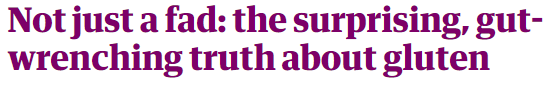 Not just a fad: the surprising, gut-
wrenching truth about gluten